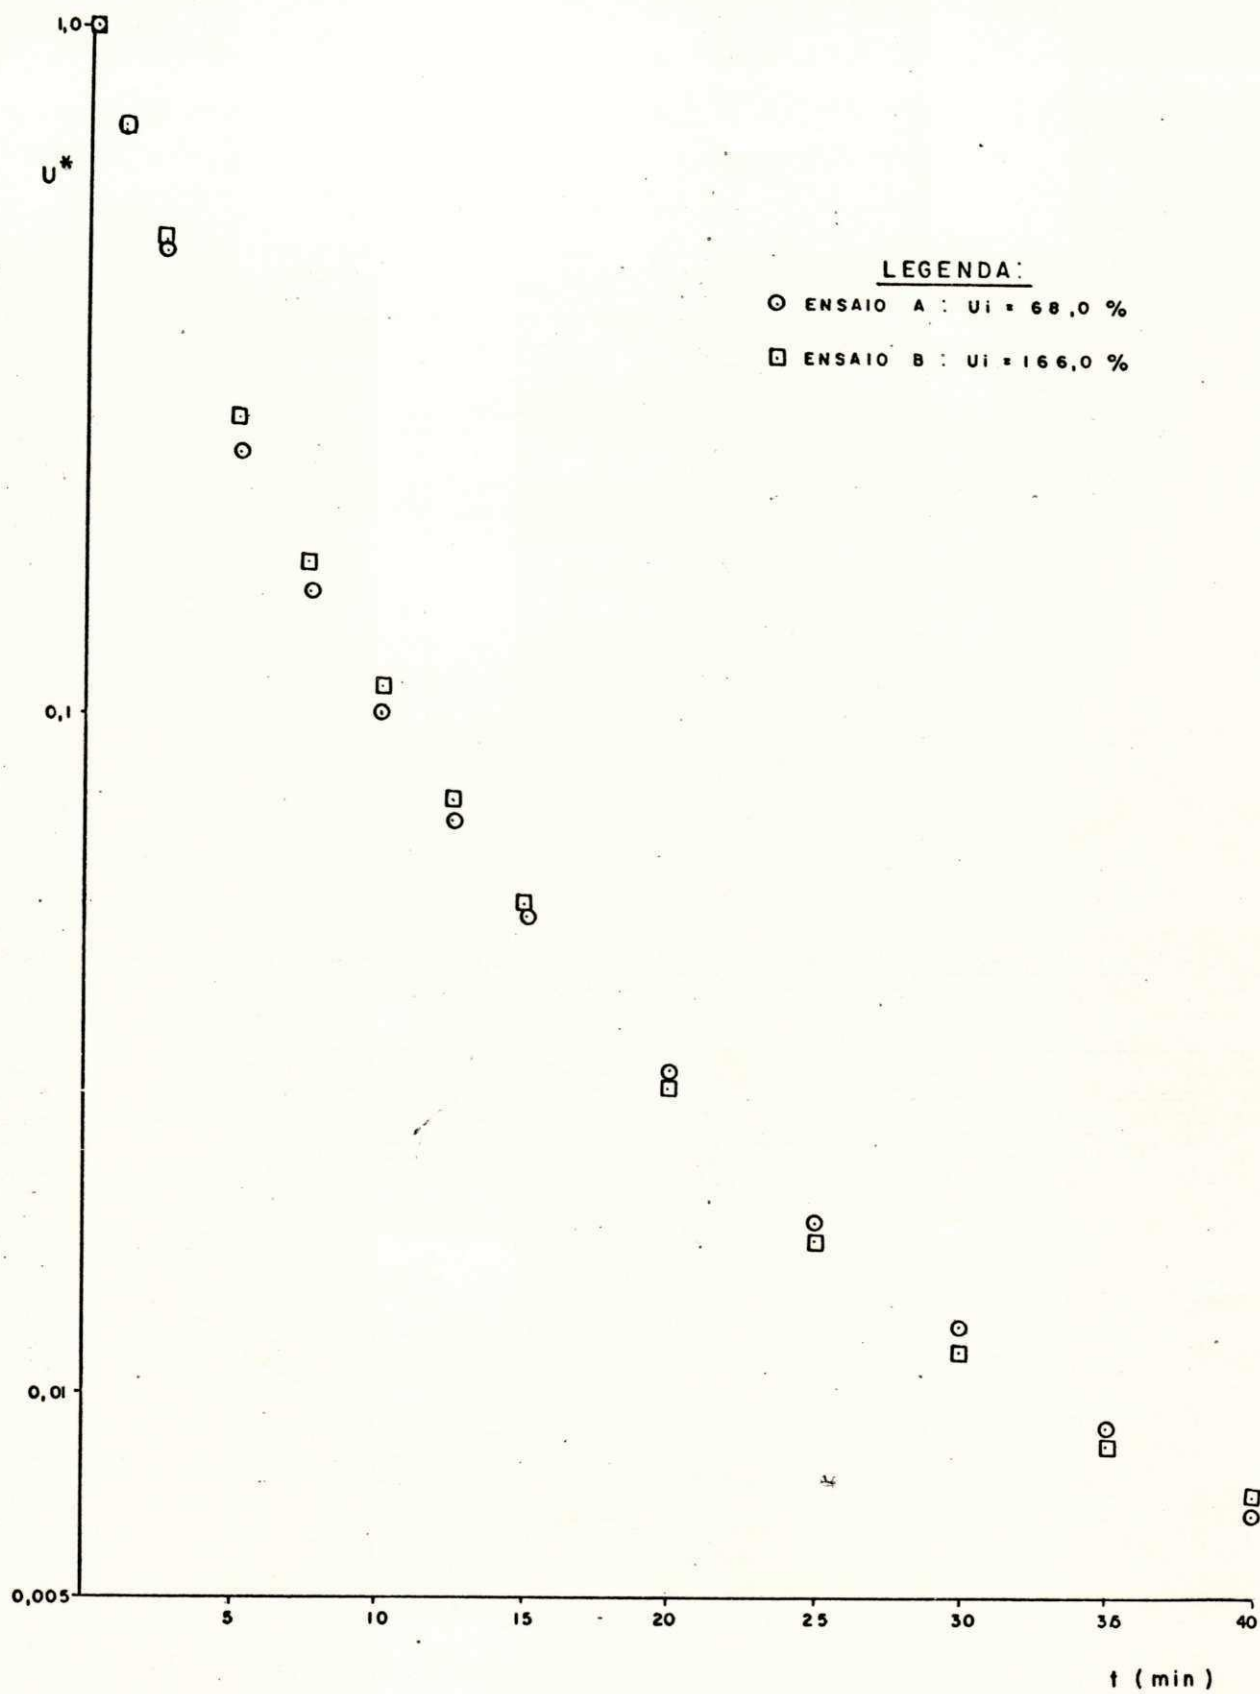 1,0
U*
LEGENDA:
ENSAIO A : Ui = 68,0 %
ENSAIO B : Ui = 166,0 %
0,1
0,01
0,005
5 10 15 20 25 30 35 40
t (min)